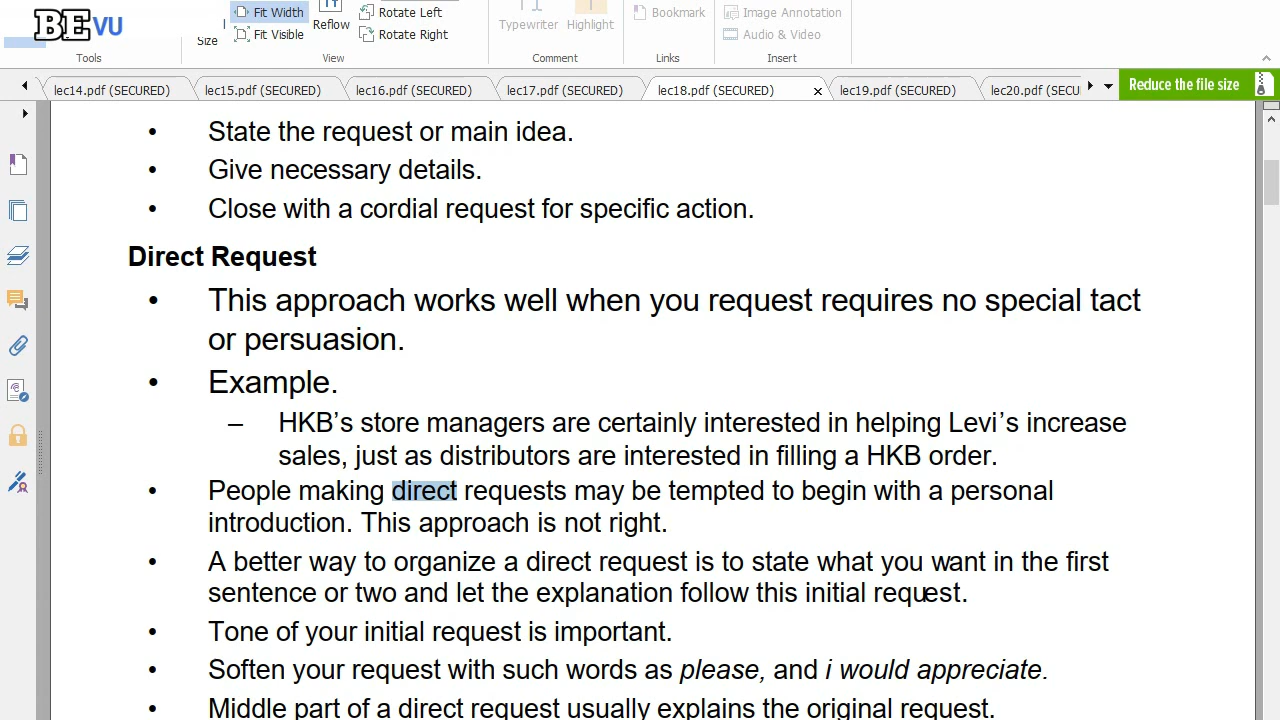 BE VU
Fit Width
Reflow
Rotate Left
Typewriter
Highlight
Bookmark
Image Annotation
Size
Fit Visible
Rotate Right
Audio & Video
Tools
View
Comment
Links
Insert
lec14.pdf (SECURED)
lec15.pdf (SECURED)
lec16.pdf (SECURED)
lec17.pdf (SECURED)
lec18.pdf (SECURED)
lec19.pdf (SECURED)
lec20.pdf (SECU
Reduce the file size
• State the request or main idea.
• Give necessary details.
• Close with a cordial request for specific action.
Direct Request
• This approach works well when you request requires no special tact
or persuasion.
• Example.
– HKB’s store managers are certainly interested in helping Levi’s increase
sales, just as distributors are interested in filling a HKB order.
• People making direct requests may be tempted to begin with a personal
introduction. This approach is not right.
• A better way to organize a direct request is to state what you want in the first
sentence or two and let the explanation follow this initial request.
• Tone of your initial request is important.
• Soften your request with such words as please, and i would appreciate.
• Middle part of a direct request usually explains the original request.